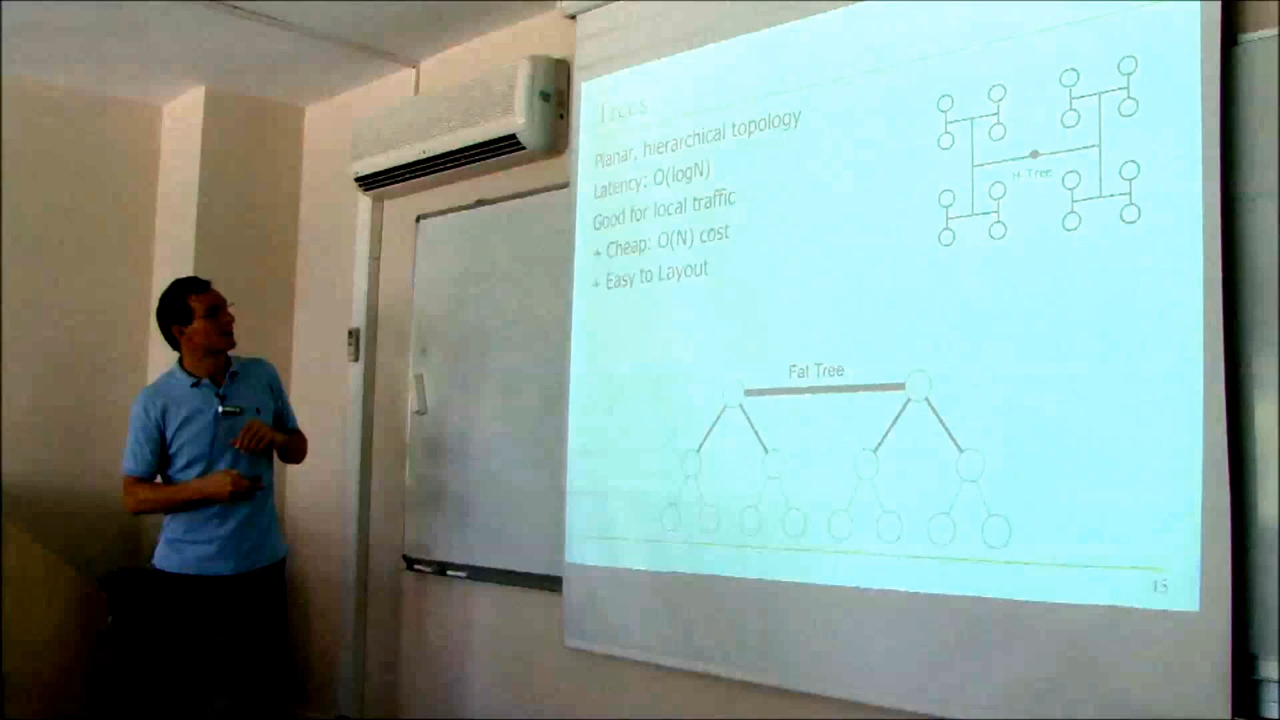 Trees
Planar, hierarchical topology
Latency: O(logN)
Good for local traffic
+ Cheap: O(N) cost
+ Easy to Layout
H-Tree
Fat Tree
15